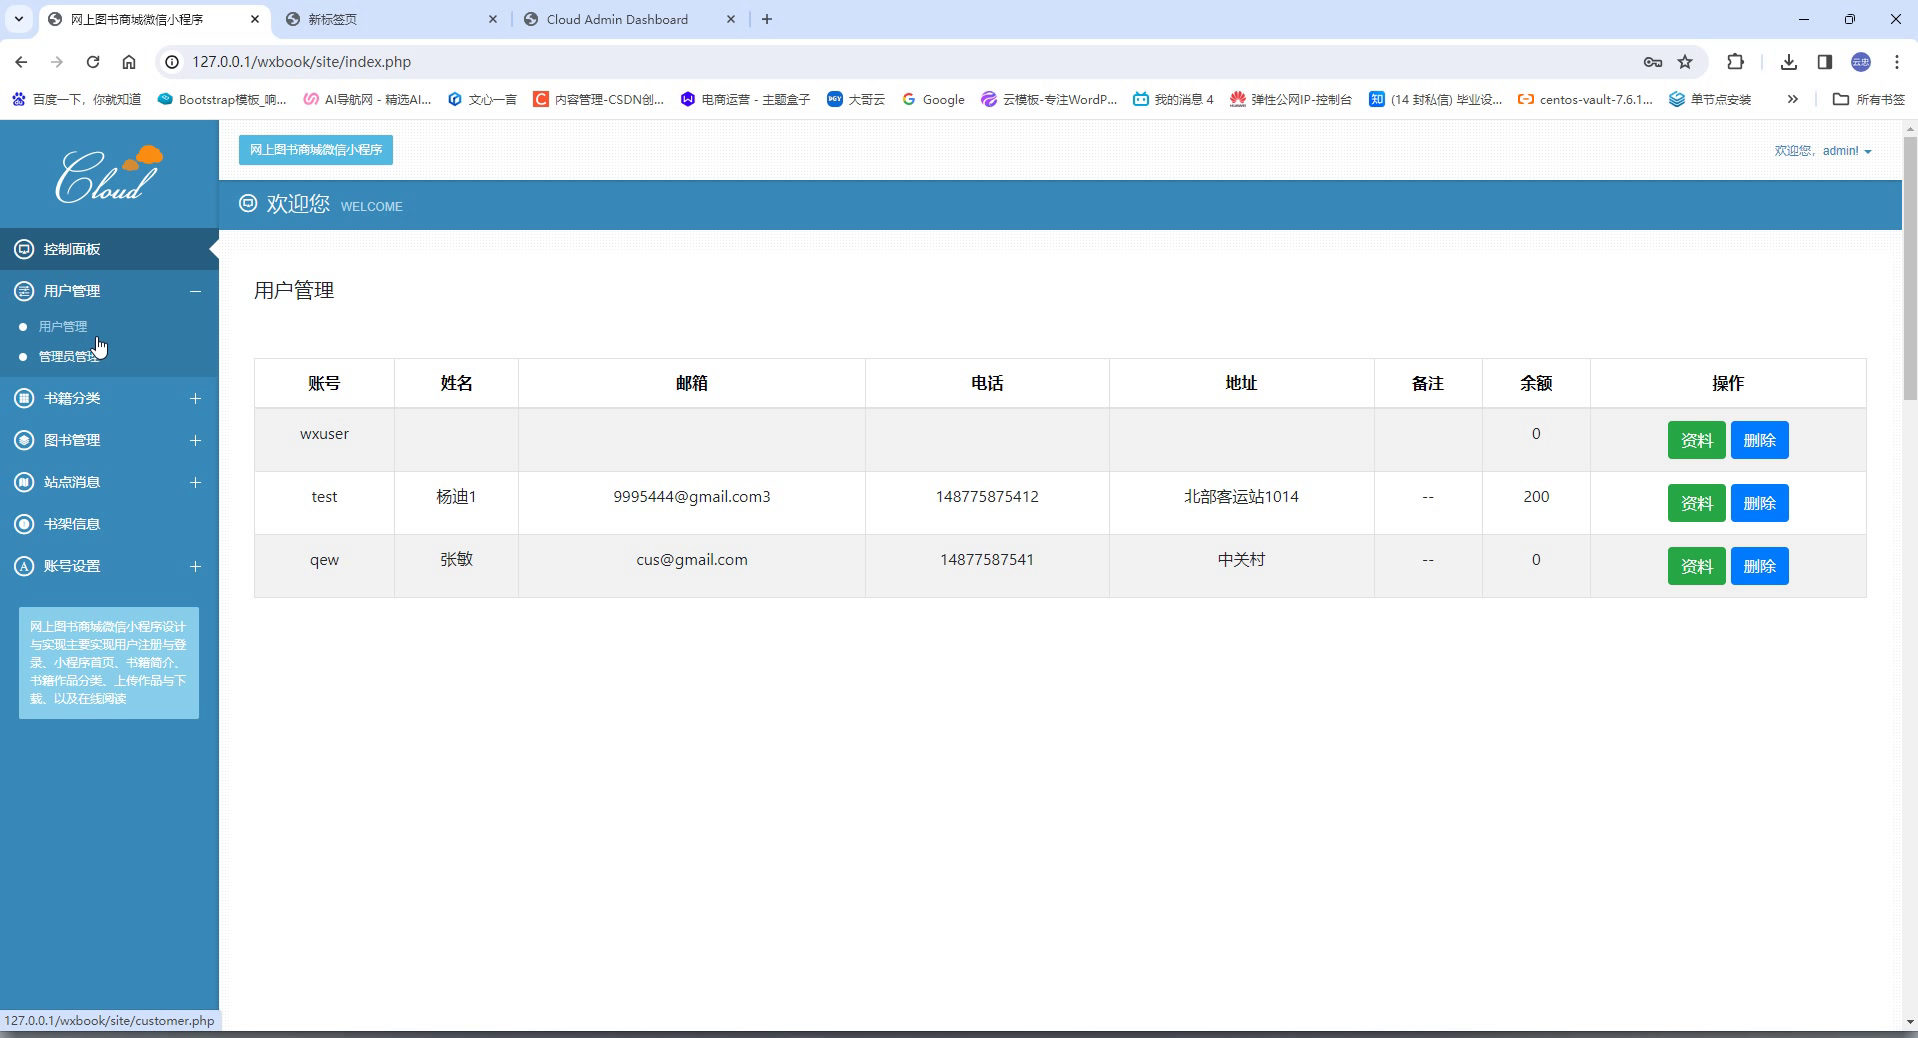 网上图书商城微信小程序
新标签页
Cloud Admin Dashboard
127.0.0.1/wxbook/site/index.php
云忠
百度一下，你就知道
Bootstrap模板_响...
AI导航网 - 精选AI...
文心一言
内容管理-CSDN创...
电商运营 - 主题盒子
大哥云
Google
云模板-专注WordP...
我的消息 4
弹性公网IP-控制台
(14 封私信) 毕业设...
centos-vault-7.6.1...
单节点安装
所有书签
Cloud
网上图书商城微信小程序
欢迎您，admin!
欢迎您 WELCOME
控制面板
用户管理
用户管理
管理员管理
书籍分类
图书管理
站点消息
书架信息
账号设置
网上图书商城微信小程序设计
与实现主要实现用户注册与登
录、小程序首页、书籍简介、
书籍作品分类、上传作品与下
载、以及在线阅读
用户管理
账号 姓名 邮箱 电话 地址 备注 余额 操作
wxuser 0 资料 删除
test 杨迪1 9995444@gmail.com3 148775875412 北部客运站1014 -- 200 资料 删除
qew 张敏 cus@gmail.com 14877587541 中关村 -- 0 资料 删除
127.0.0.1/wxbook/site/customer.php